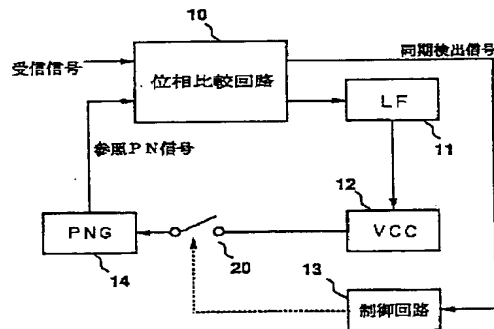 10
同期検出信号
受信信号
位相比較回路
LF
11
参照PN信号
12
VCC
PNG
14
20
13
制御回路